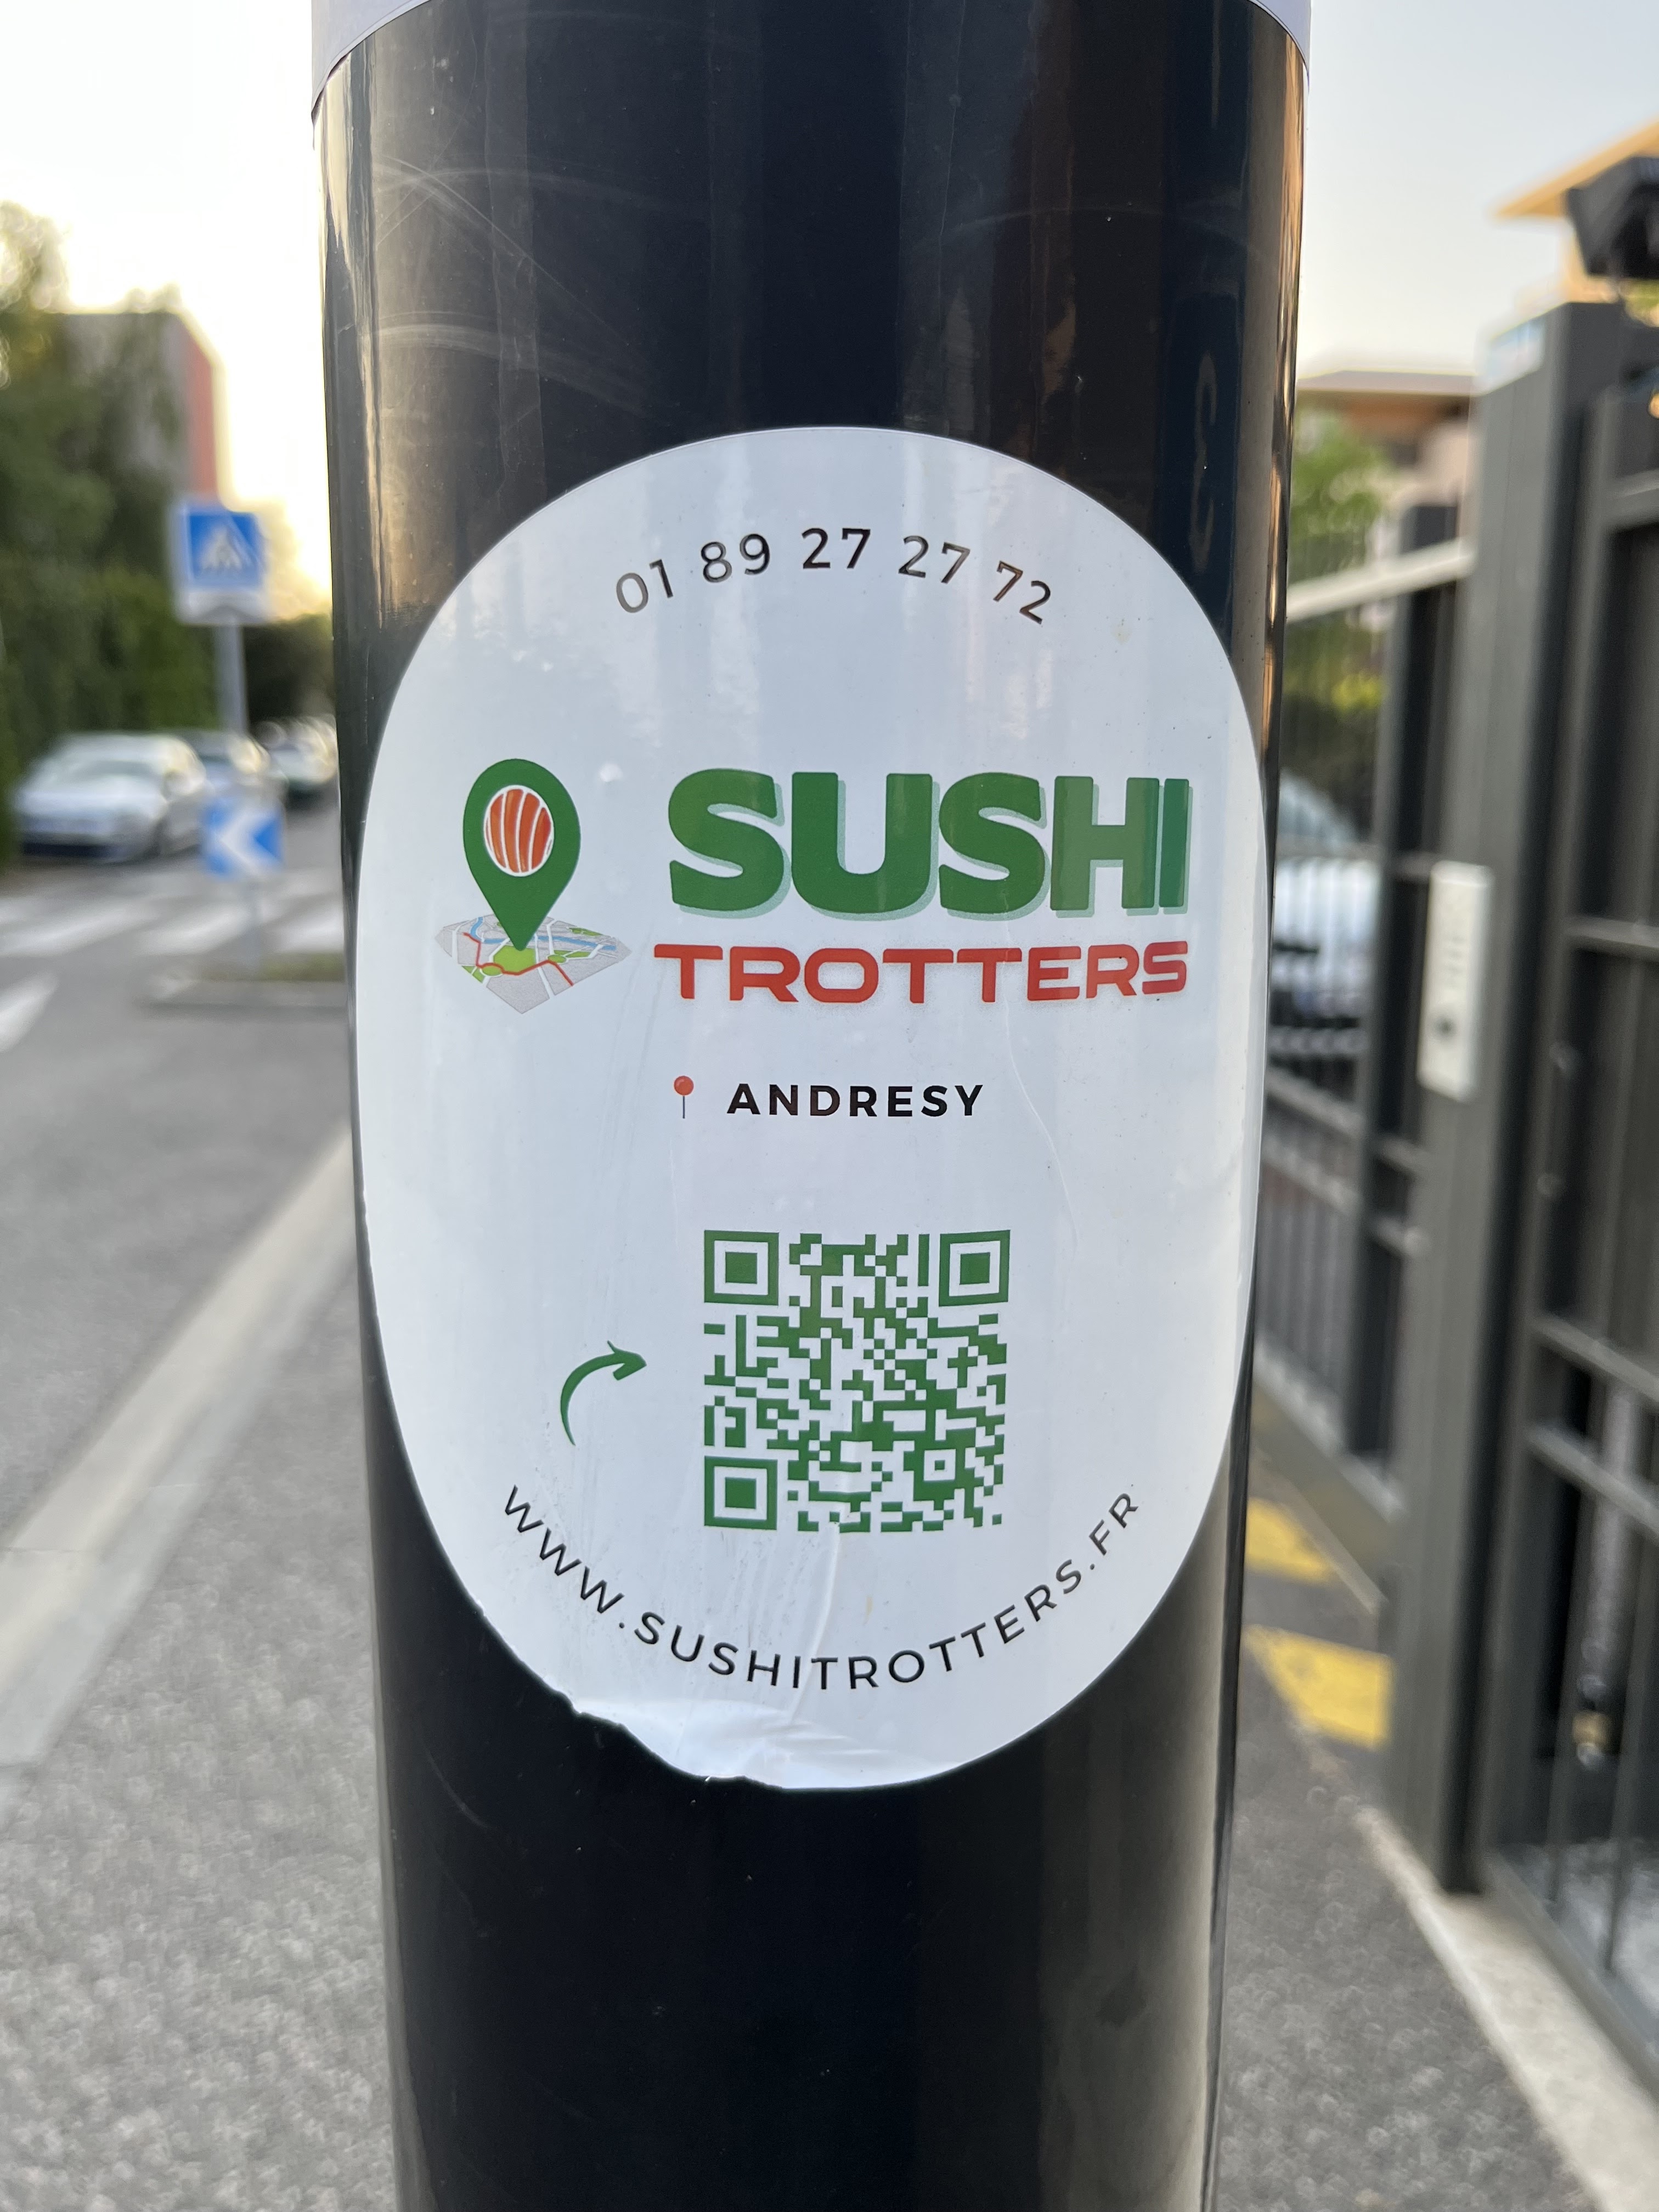 01 89 27 27 72
SUSHI
TROTTERS
ANDRESY
WWW.SUSHITROTTERS.FR